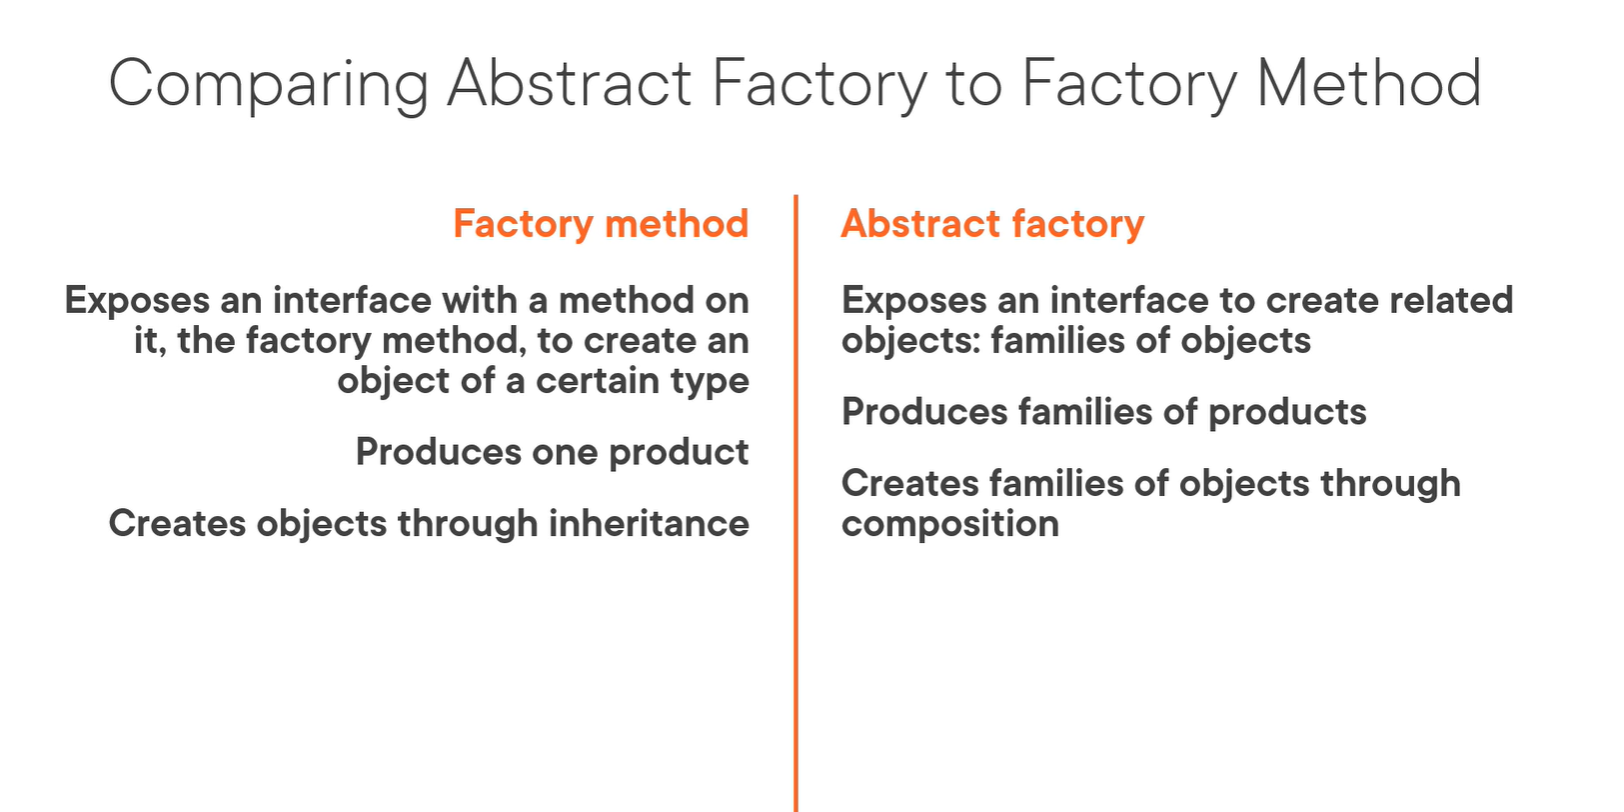 Comparing Abstract Factory to Factory Method
Factory method
Exposes an interface with a method on
it, the factory method, to create an
object of a certain type
Produces one product
Creates objects through inheritance
Abstract factory
Exposes an interface to create related
objects: families of objects
Produces families of products
Creates families of objects through
composition